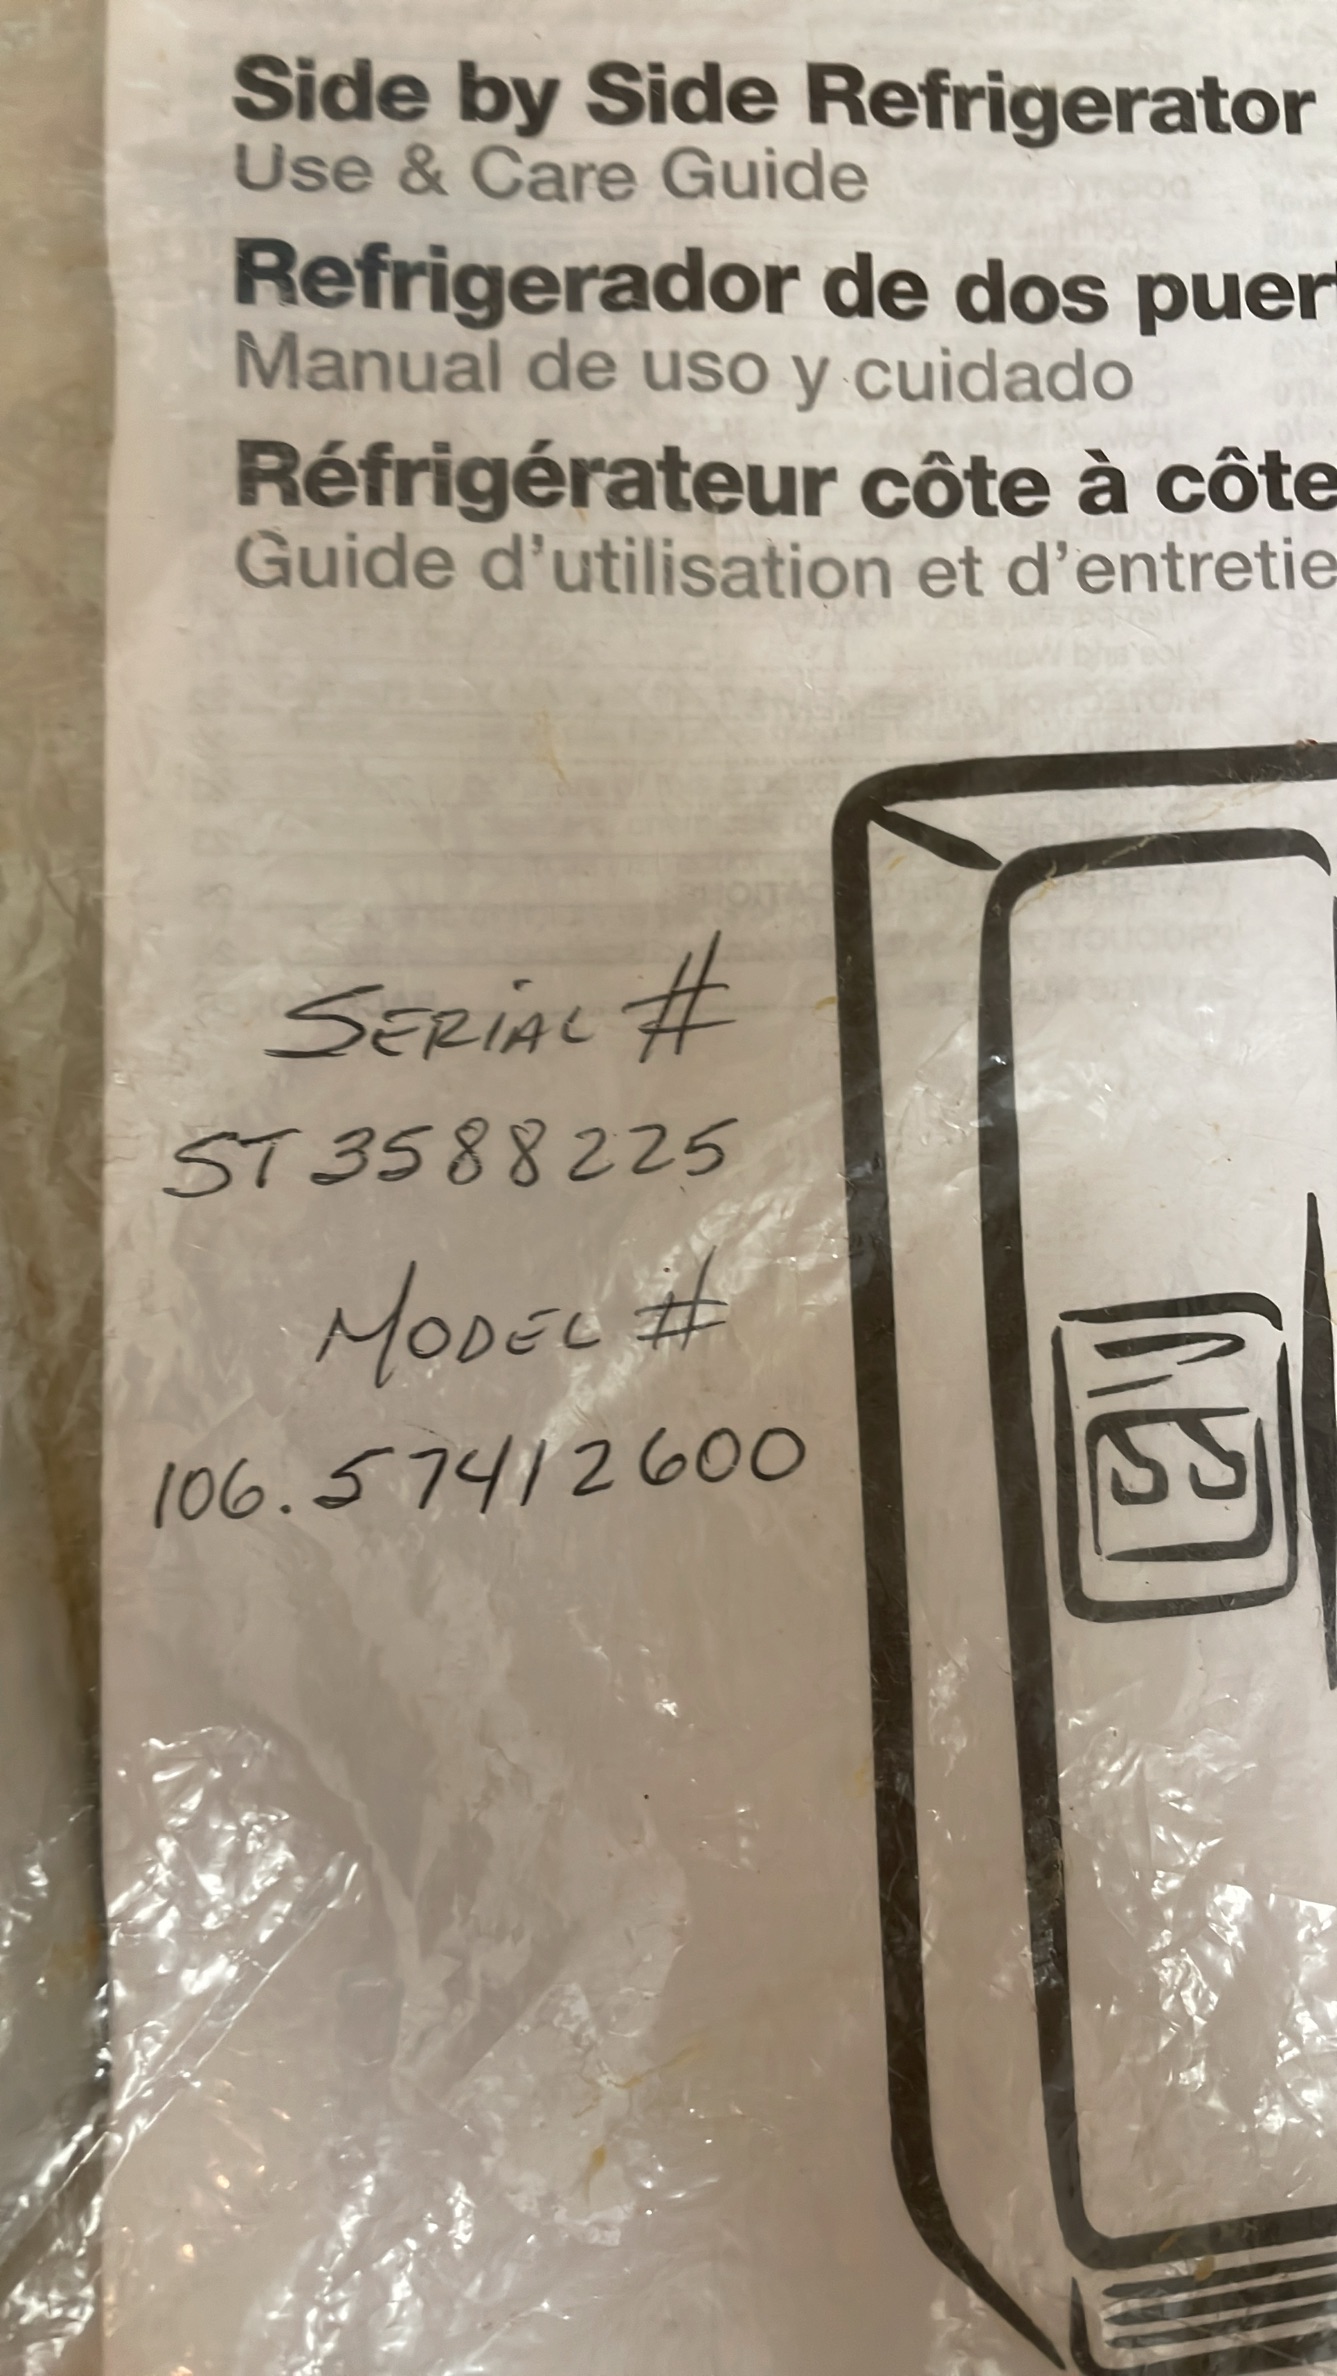 Side by Side Refrigerator
Use & Care Guide
Refrigerador de dos puer
Manual de uso y cuidado
Réfrigérateur côte à côte
Guide d'utilisation et d'entretie
SERIAL #
ST3588225
MODEL #
106.57412600